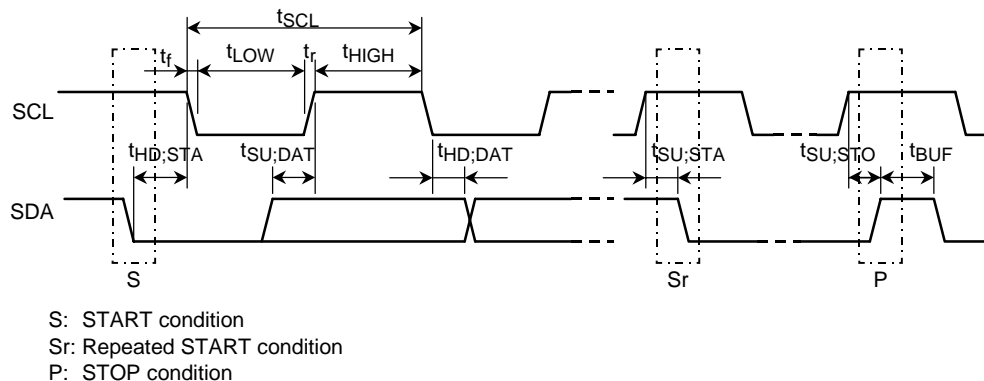 tSCL
tf tLOW tr tHIGH
SCL
tHD;STA tSU;DAT tHD;DAT tSU;STA tSU;STO tBUF
SDA
S Sr P
S: START condition
Sr: Repeated START condition
P: STOP condition